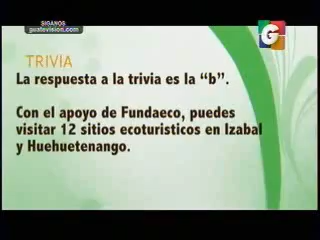 SIGANOS
guatevision.com
G
TRIVIA
La respuesta a la trivia es la “b”.
Con el apoyo de Fundaeco, puedes
visitar 12 sitios ecoturisticos en Izabal
y Huehuetenango.